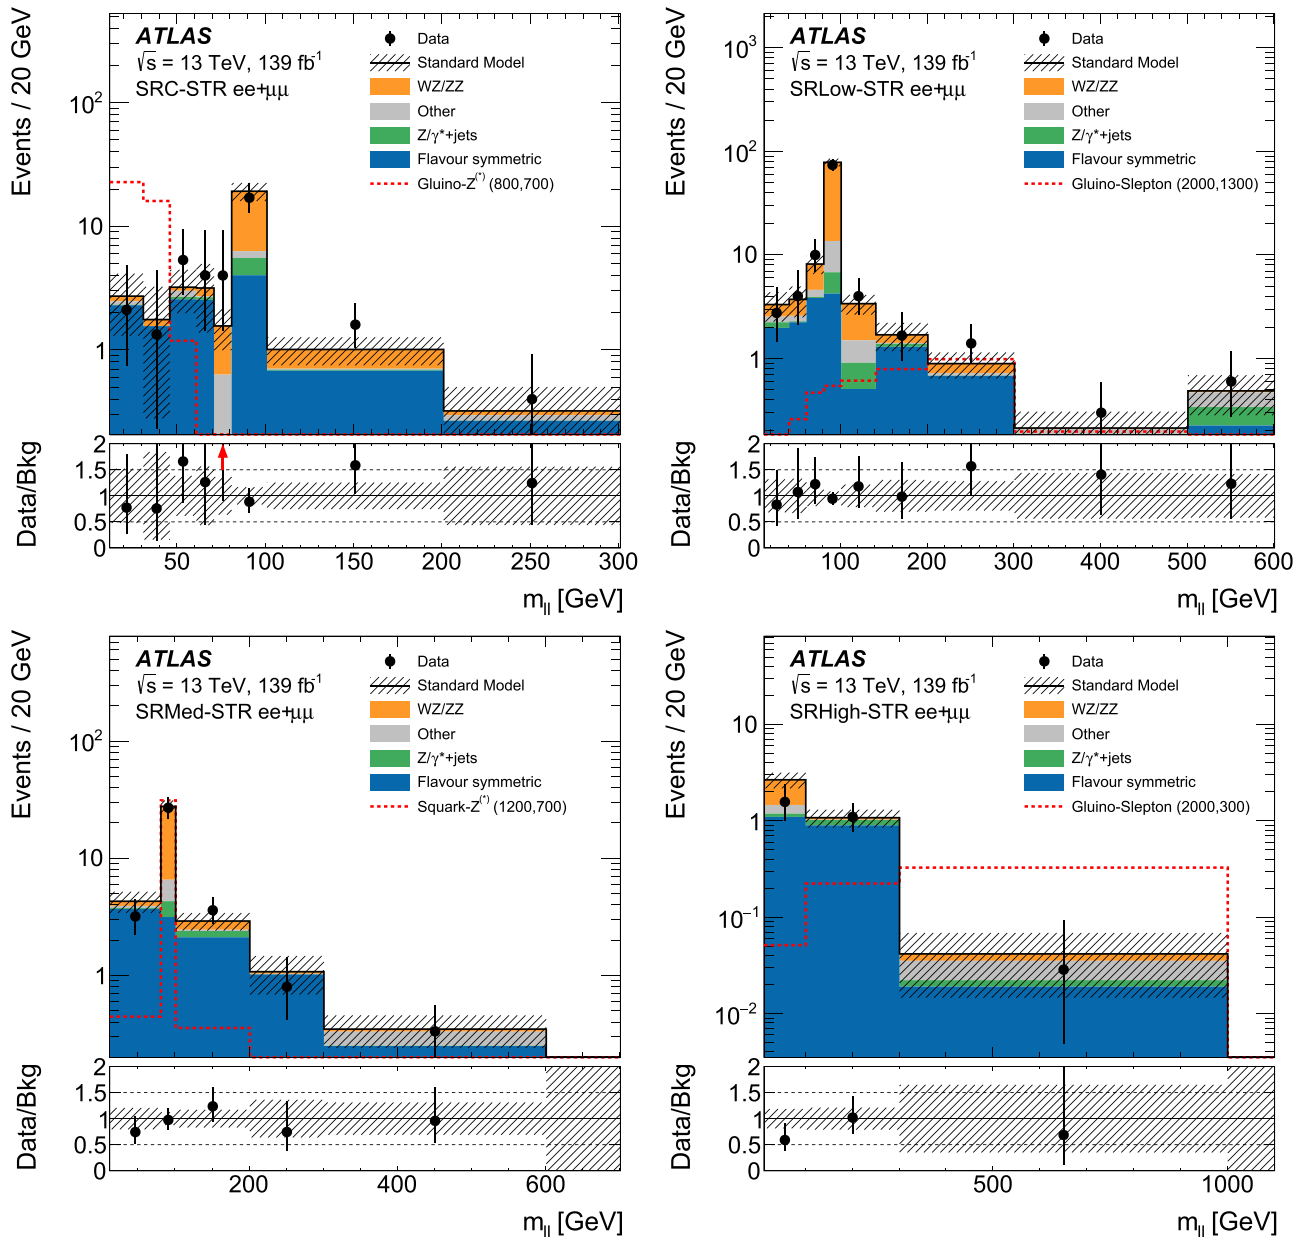 Events / 20 GeV
10²
10
1
ATLAS
√s = 13 TeV, 139 fb⁻¹
SRC-STR ee+μμ
Data
Standard Model
WZ/ZZ
Other
Z/γ*+jets
Flavour symmetric
Gluino-Z⁽*⁾ (800,700)
Data/Bkg
2
1.5
1
0.5
0
50 100 150 200 250 300
m_ll [GeV]
Events / 20 GeV
10³
10²
10
1
ATLAS
√s = 13 TeV, 139 fb⁻¹
SRLow-STR ee+μμ
Data
Standard Model
WZ/ZZ
Other
Z/γ*+jets
Flavour symmetric
Gluino-Slepton (2000,1300)
Data/Bkg
2
1.5
1
0.5
0
100 200 300 400 500 600
m_ll [GeV]
Events / 20 GeV
10²
10
1
ATLAS
√s = 13 TeV, 139 fb⁻¹
SRMed-STR ee+μμ
Data
Standard Model
WZ/ZZ
Other
Z/γ*+jets
Flavour symmetric
Squark-Z⁽*⁾ (1200,700)
Data/Bkg
2
1.5
1
0.5
0
200 400 600
m_ll [GeV]
Events / 20 GeV
10
1
10⁻¹
10⁻²
ATLAS
√s = 13 TeV, 139 fb⁻¹
SRHigh-STR ee+μμ
Data
Standard Model
WZ/ZZ
Other
Z/γ*+jets
Flavour symmetric
Gluino-Slepton (2000,300)
Data/Bkg
2
1.5
1
0.5
0
500 1000
m_ll [GeV]